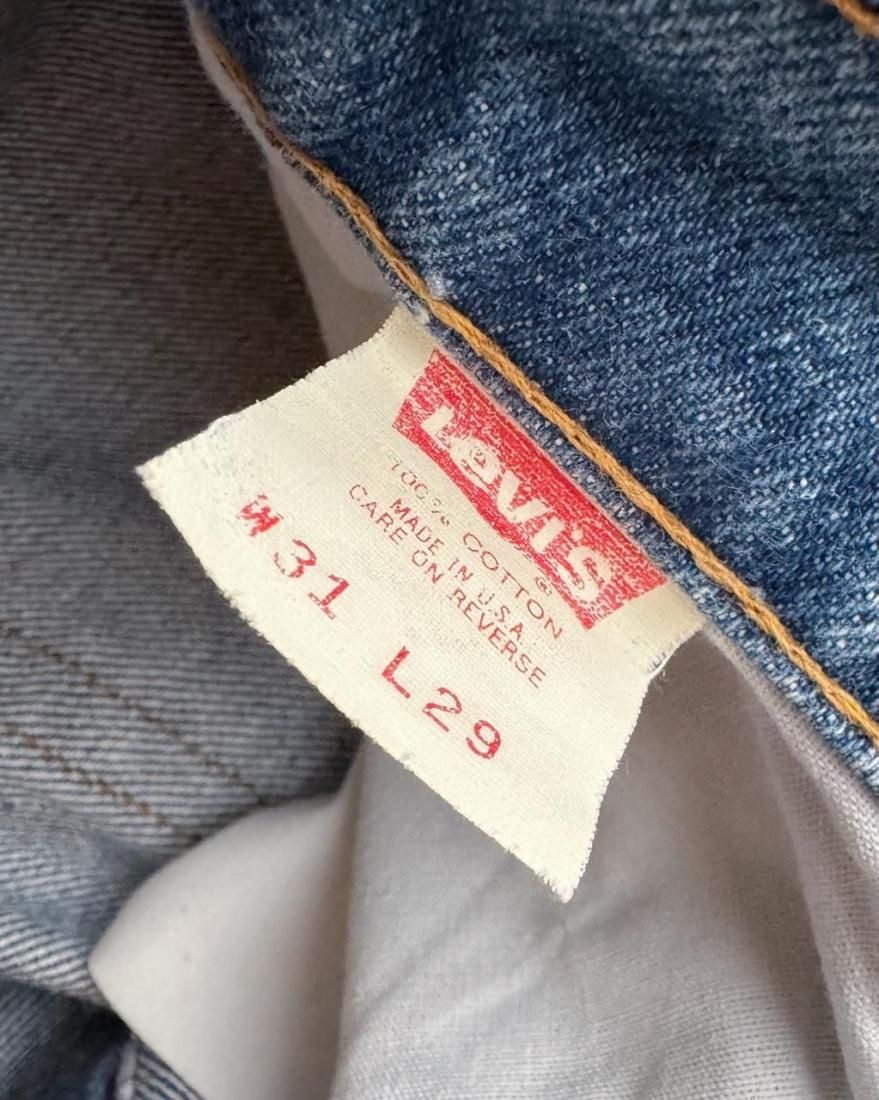 Levi's®
100% COTTON
MADE IN U.S.A.
CARE ON REVERSE
W31 L29